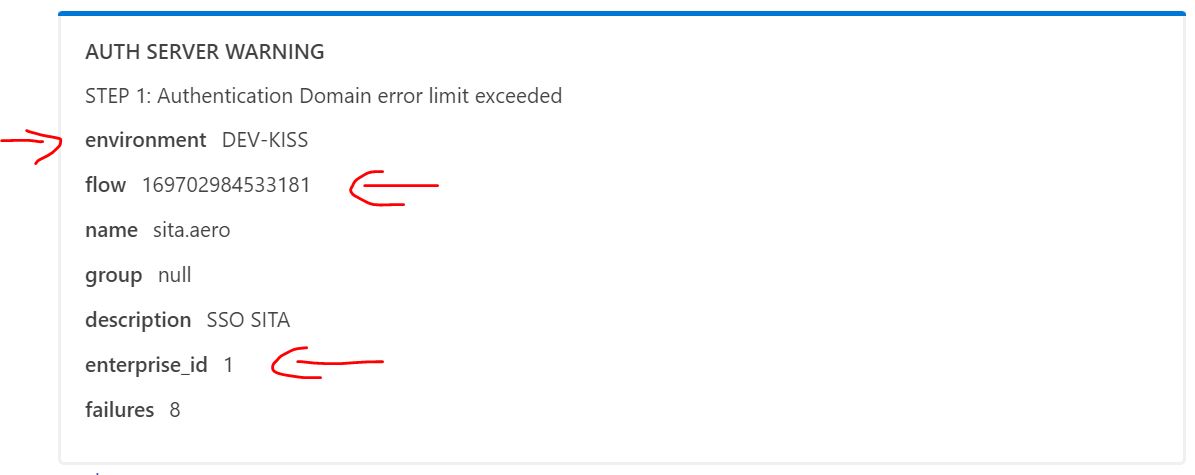 AUTH SERVER WARNING
STEP 1: Authentication Domain error limit exceeded
environment DEV-KISS
flow 169702984533181
name sita.aero
group null
description SSO SITA
enterprise_id 1
failures 8